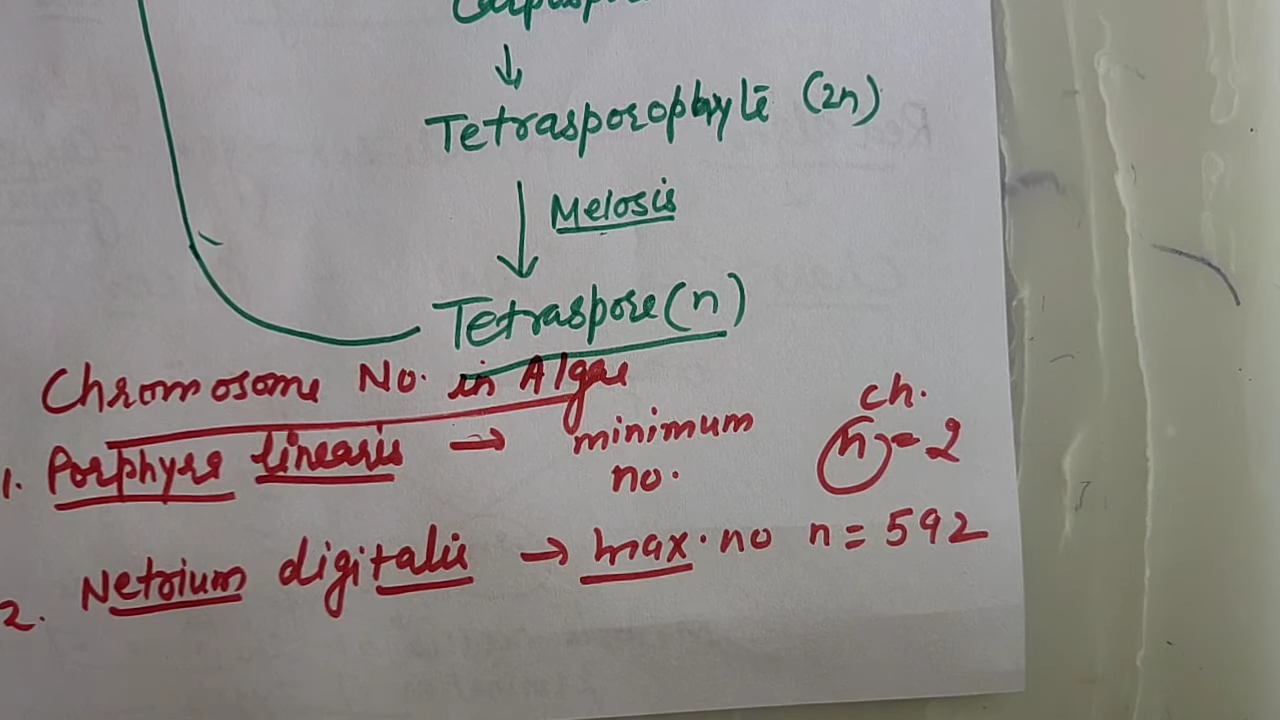 ↓
Tetrasporophyte (2n)
↓ Meiosis
Tetraspore (n)
Chromosome No. in Algae
1. Porphyra linearis → minimum no. ch. n = 2
2. Netrium digitalis → max. no n = 592